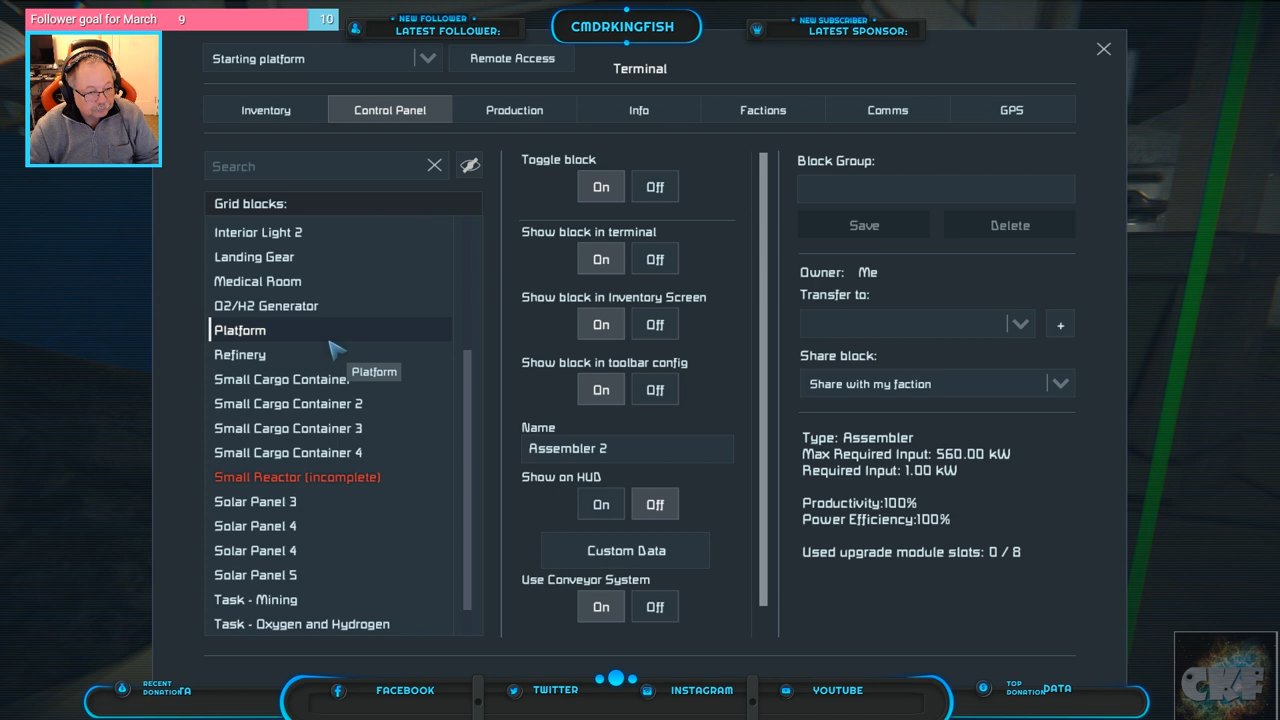 Follower goal for March 9 10
NEW FOLLOWER
LATEST FOLLOWER:
CMDRKINGFISH
NEW SUBSCRIBER
LATEST SPONSOR:
Starting platform
Remote Access
Terminal
Inventory
Control Panel
Production
Info
Factions
Comms
GPS
Search
Grid blocks:
Interior Light 2
Landing Gear
Medical Room
O2/H2 Generator
Platform
Refinery
Platform
Small Cargo Container
Small Cargo Container 2
Small Cargo Container 3
Small Cargo Container 4
Small Reactor (incomplete)
Solar Panel 3
Solar Panel 4
Solar Panel 4
Solar Panel 5
Task - Mining
Task - Oxygen and Hydrogen
Toggle block
On Off
Show block in terminal
On Off
Show block in Inventory Screen
On Off
Show block in toolbar config
On Off
Name
Assembler 2
Show on HUD
On Off
Custom Data
Use Conveyor System
On Off
Block Group:
Save Delete
Owner: Me
Transfer to:
+
Share block:
Share with my faction
Type: Assembler
Max Required Input: 560.00 kW
Required Input: 1.00 kW
Productivity:100%
Power Efficiency:100%
Used upgrade module slots: 0 / 8
RECENT
DONATION TA
FACEBOOK
TWITTER
INSTAGRAM
YOUTUBE
TOP
DONATION DATA
CKF